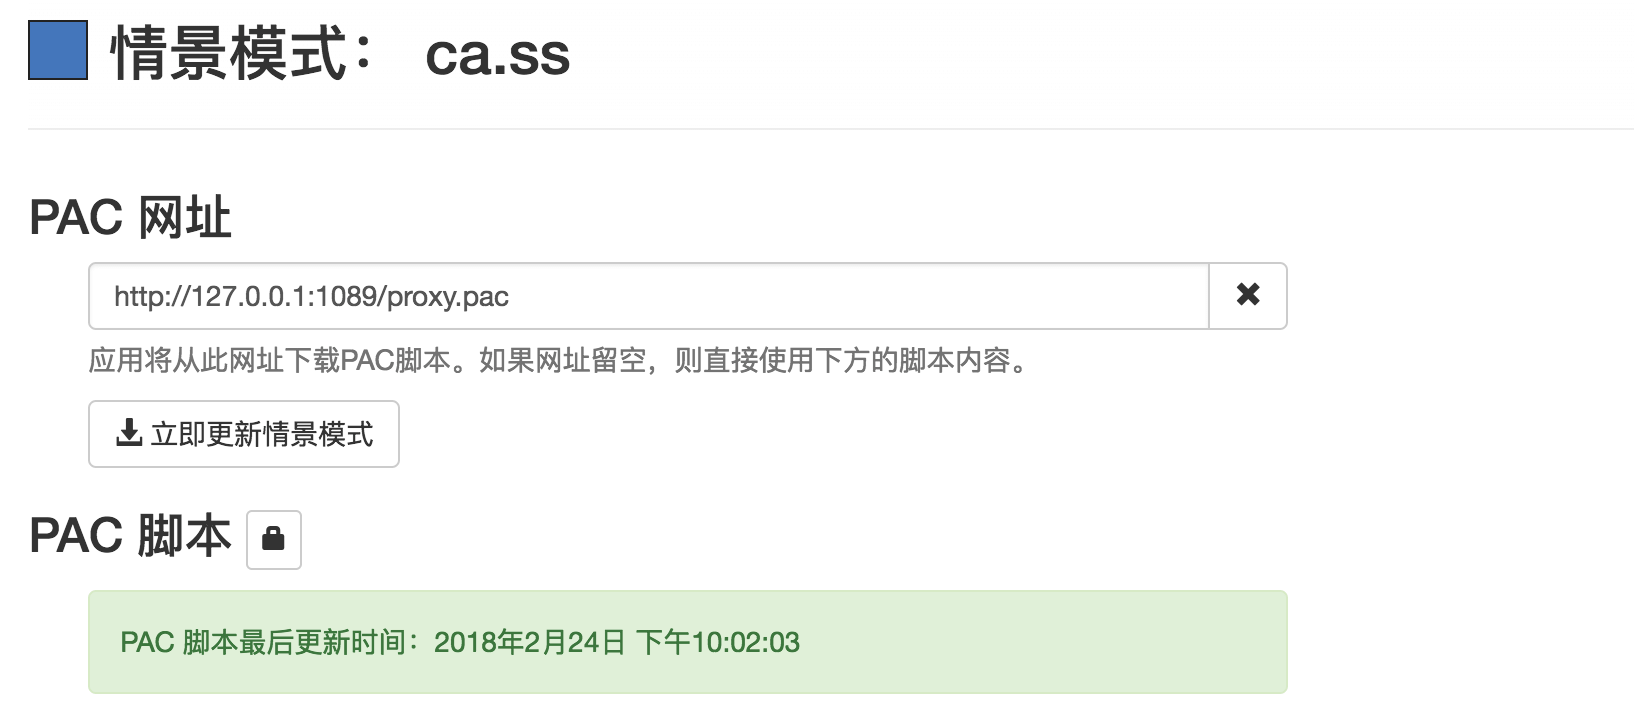 情景模式： ca.ss
PAC 网址
http://127.0.0.1:1089/proxy.pac
应用将从此网址下载PAC脚本。如果网址留空，则直接使用下方的脚本内容。
立即更新情景模式
PAC 脚本
PAC 脚本最后更新时间：2018年2月24日 下午10:02:03